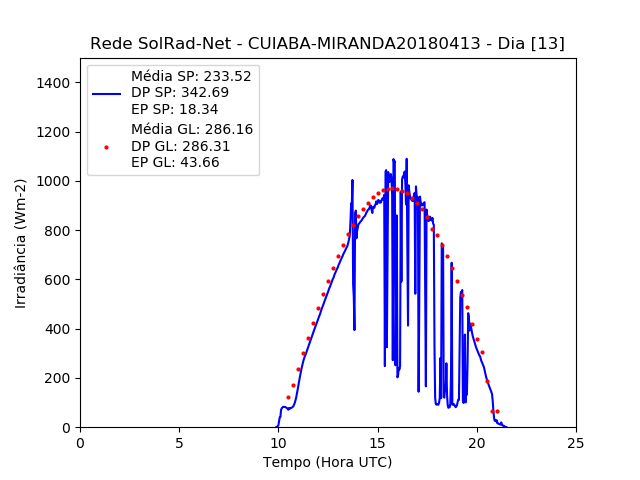 Rede SolRad-Net - CUIABA-MIRANDA20180413 - Dia [13]
Média SP: 233.52
DP SP: 342.69
EP SP: 18.34
Média GL: 286.16
DP GL: 286.31
EP GL: 43.66
Irradiância (Wm-2)
1400
1200
1000
800
600
400
200
0
0 5 10 15 20 25
Tempo (Hora UTC)